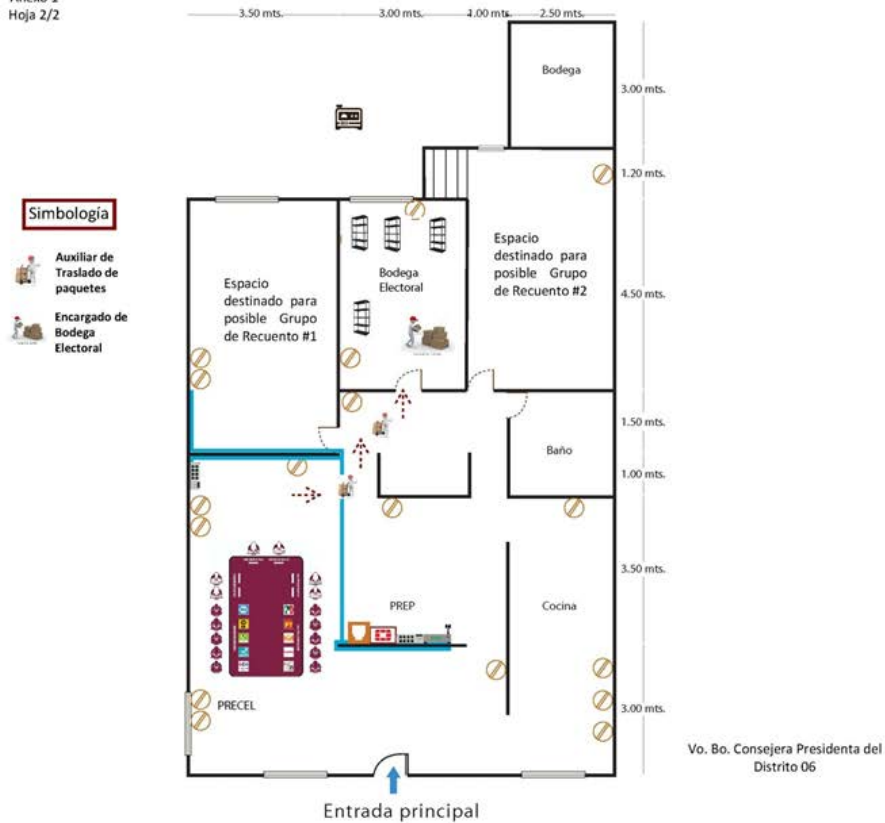 Anexo 1
Hoja 2/2
3.50 mts.
3.00 mts.
1.00 mts.
2.50 mts.
Bodega
3.00 mts.
1.20 mts.
Simbología
Auxiliar de
Traslado de
paquetes
Encargado de
Bodega
Electoral
Espacio
destinado para
posible Grupo
de Recuento #1
Bodega
Electoral
Espacio
destinado para
posible Grupo
de Recuento #2
4.50 mts.
1.50 mts.
Baño
1.00 mts.
3.50 mts.
PREP
Cocina
PRECEL
3.00 mts.
Vo. Bo. Consejera Presidenta del
Distrito 06
Entrada principal